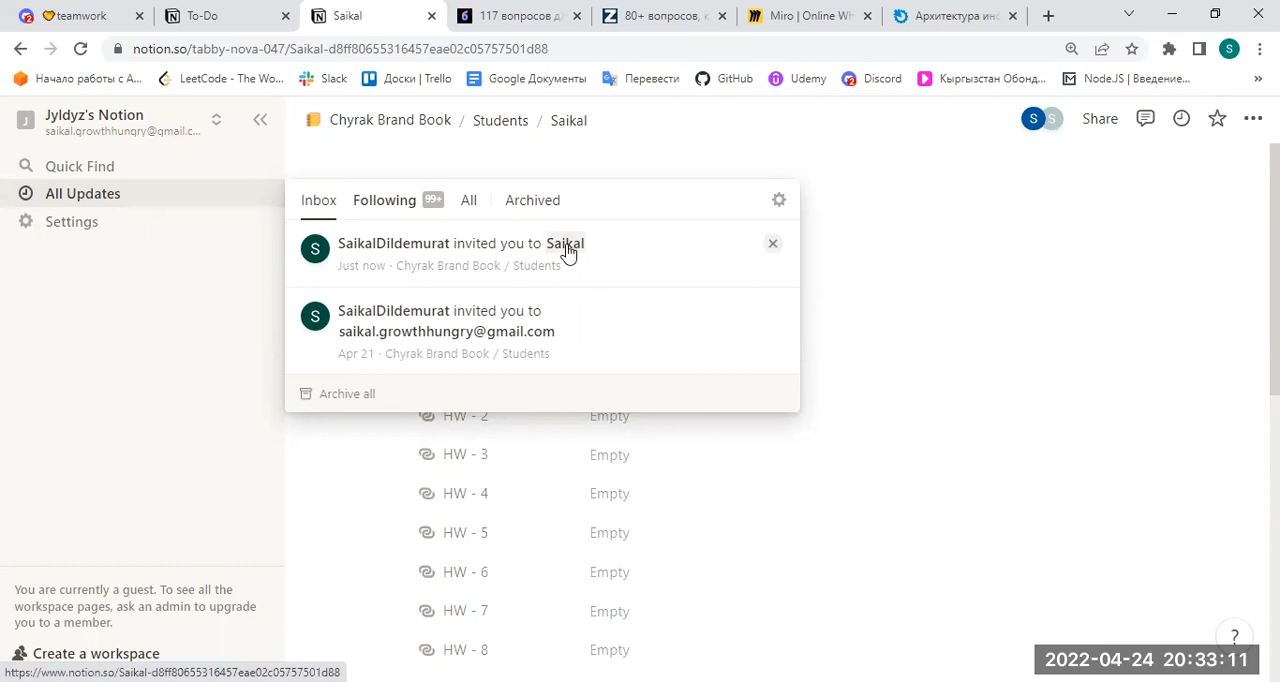 teamwork
To-Do
Saikal
117 вопросов д
80+ вопросов, к
Miro | Online Wh
Архитектура инс
notion.so/tabby-nova-047/Saikal-d8ff80655316457eae02c05757501d88
S
Начало работы с А...
LeetCode - The Wo...
Slack
Доски | Trello
Google Документы
Перевести
GitHub
Udemy
Discord
Кыргызстан Обонд...
Node.JS | Введение...
»
J
Jyldyz's Notion
saikal.growthhungry@gmail.c...
Chyrak Brand Book / Students / Saikal
S
S
Share
Quick Find
All Updates
Settings
Inbox
Following
99+
All
Archived
S
SaikalDildemurat invited you to Saikal
Just now · Chyrak Brand Book / Students
S
SaikalDildemurat invited you to
saikal.growthhungry@gmail.com
Apr 21 · Chyrak Brand Book / Students
Archive all
HW - 2 Empty
HW - 3 Empty
HW - 4 Empty
HW - 5 Empty
HW - 6 Empty
HW - 7 Empty
HW - 8 Empty
You are currently a guest. To see all the
workspace pages, ask an admin to upgrade
you to a member.
Create a workspace
?
https://www.notion.so/Saikal-d8ff80655316457eae02c05757501d88
2022-04-24 20:33:11